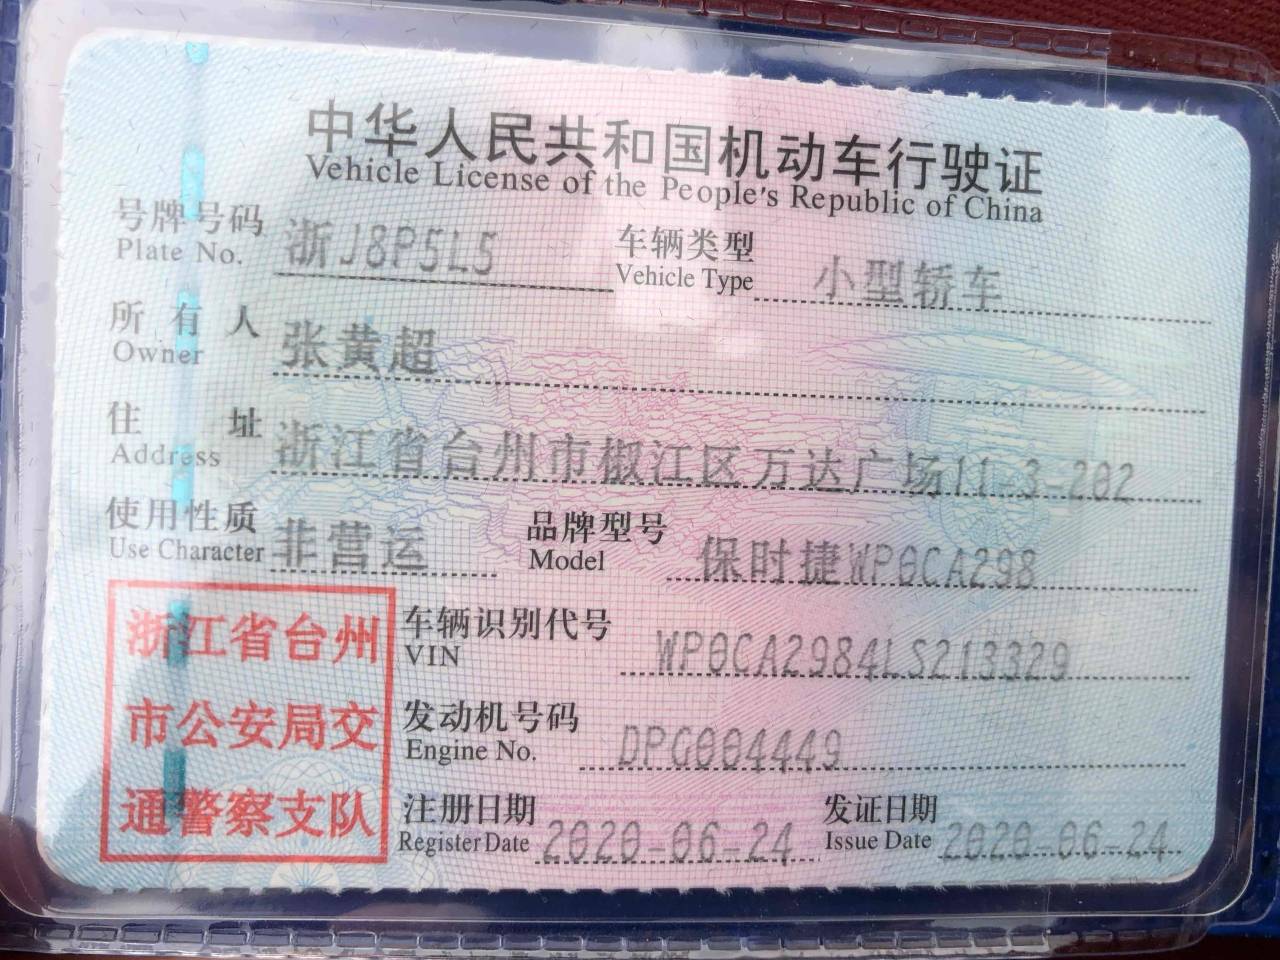 中华人民共和国机动车行驶证
Vehicle License of the People's Republic of China
号牌号码 浙J8P5L5 车辆类型 小型轿车
Plate No. Vehicle Type
所有人 张黄超
Owner
住址 浙江省台州市椒江区万达广场11-3-202
Address
使用性质 非营运 品牌型号 保时捷WP0CA298
Use Character Model
浙江省台州
市公安局交
通警察支队
车辆识别代号 WP0CA2984LS213329
VIN
发动机号码 DPG004449
Engine No.
注册日期 2020-06-24 发证日期 2020-06-24
Register Date Issue Date